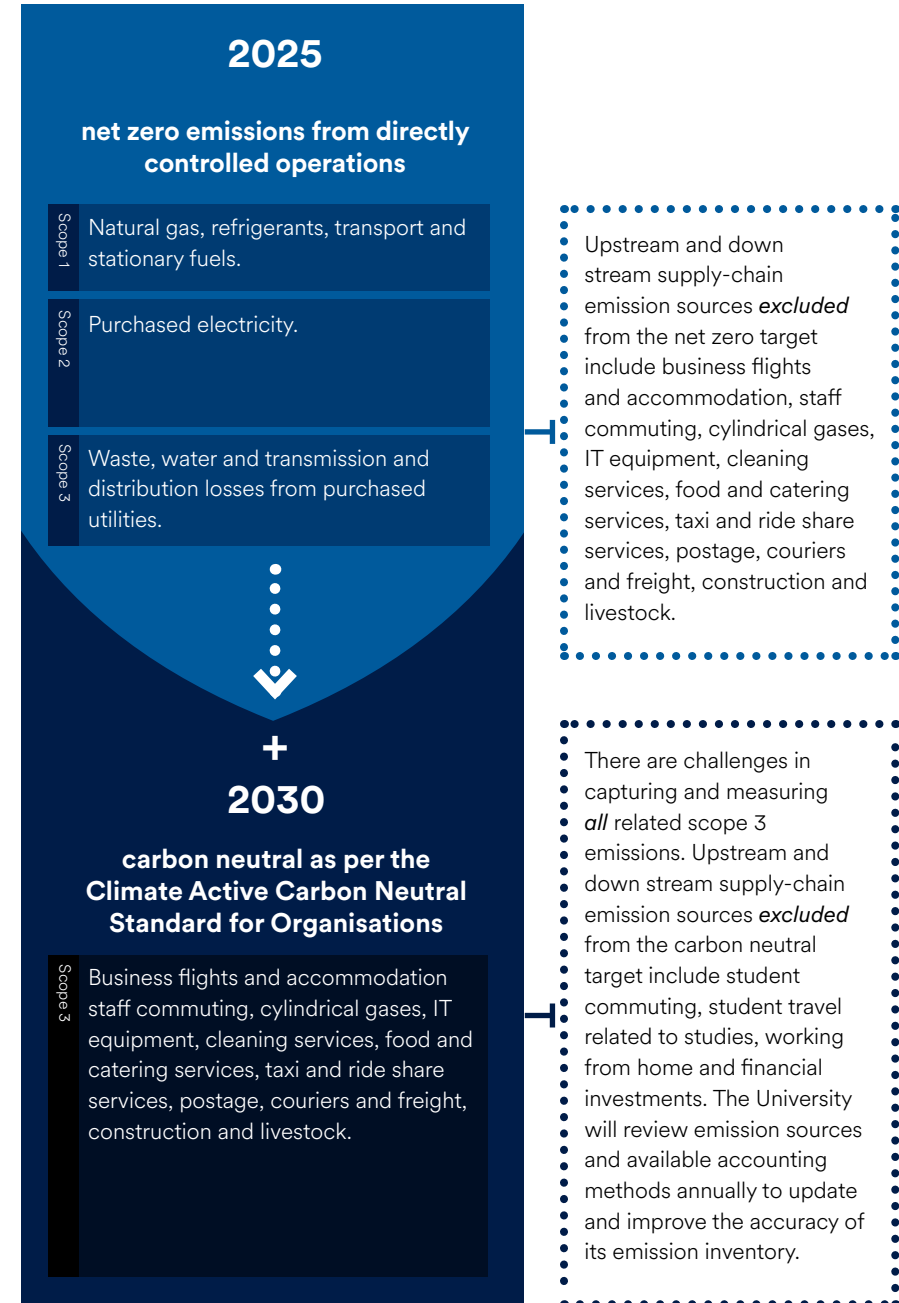 2025
net zero emissions from directly
controlled operations
Scope 1
Natural gas, refrigerants, transport and
stationary fuels.
Scope 2
Purchased electricity.
Scope 3
Waste, water and transmission and
distribution losses from purchased
utilities.
Upstream and down
stream supply-chain
emission sources excluded
from the net zero target
include business flights
and accommodation, staff
commuting, cylindrical gases,
IT equipment, cleaning
services, food and catering
services, taxi and ride share
services, postage, couriers
and freight, construction and
livestock.
+
2030
carbon neutral as per the
Climate Active Carbon Neutral
Standard for Organisations
Scope 3
Business flights and accommodation
staff commuting, cylindrical gases, IT
equipment, cleaning services, food and
catering services, taxi and ride share
services, postage, couriers and freight,
construction and livestock.
There are challenges in
capturing and measuring
all related scope 3
emissions. Upstream and
down stream supply-chain
emission sources excluded
from the carbon neutral
target include student
commuting, student travel
related to studies, working
from home and financial
investments. The University
will review emission sources
and available accounting
methods annually to update
and improve the accuracy of
its emission inventory.